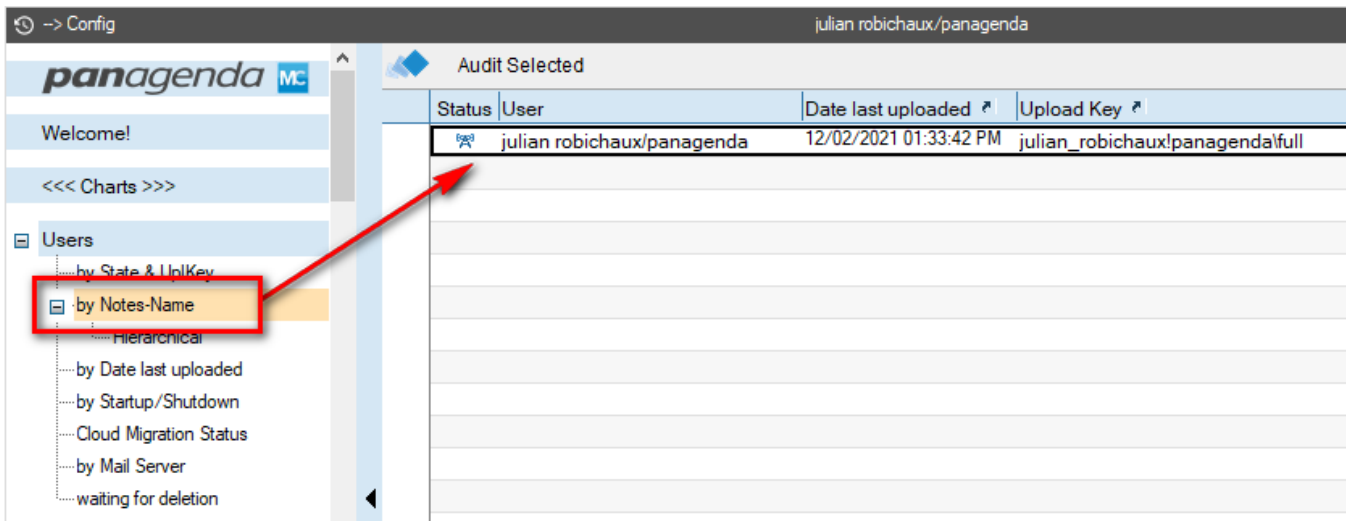 --> Config
julian robichaux/panagenda
panagenda MC
Welcome!
<<< Charts >>>
Users
by State & UplKey
by Notes-Name
Hierarchical
by Date last uploaded
by Startup/Shutdown
Cloud Migration Status
by Mail Server
waiting for deletion
Audit Selected
Status User Date last uploaded Upload Key
julian robichaux/panagenda 12/02/2021 01:33:42 PM julian_robichaux!panagenda\full